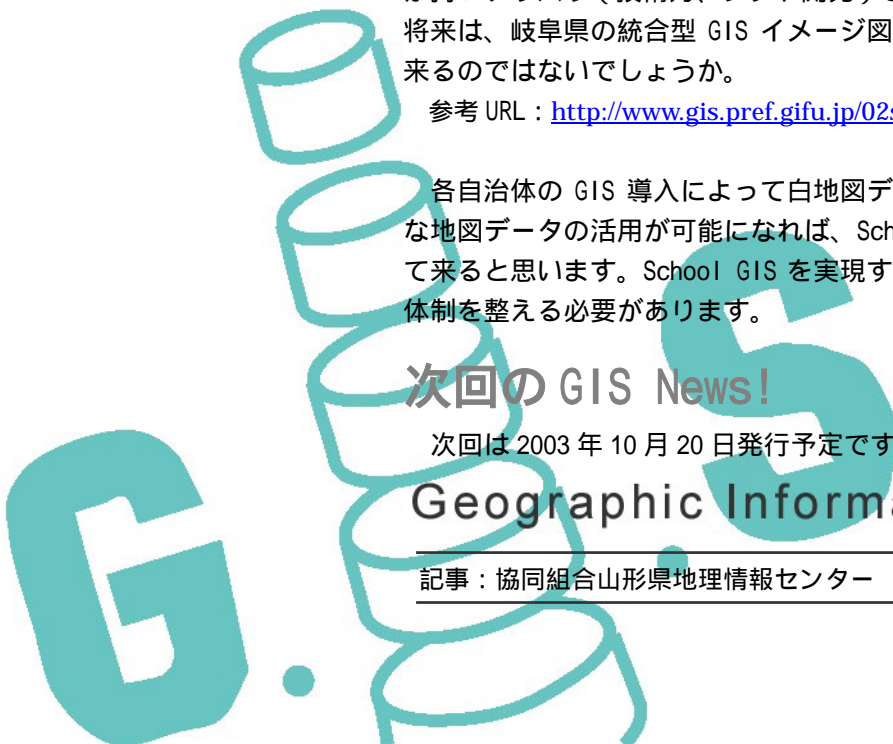 将来は、岐阜県の統合型 GIS イメージ図
来るのではないでしょうか。
参考 URL：http://www.gis.pref.gifu.jp/02s
各自治体の GIS 導入によって白地図デ
な地図データの活用が可能になれば、Sch
て来ると思います。School GIS を実現す
体制を整える必要があります。
次回の GIS News!
次回は 2003 年 10 月 20 日発行予定です
Geographic Informa
記事：協同組合山形県地理情報センター
G.S